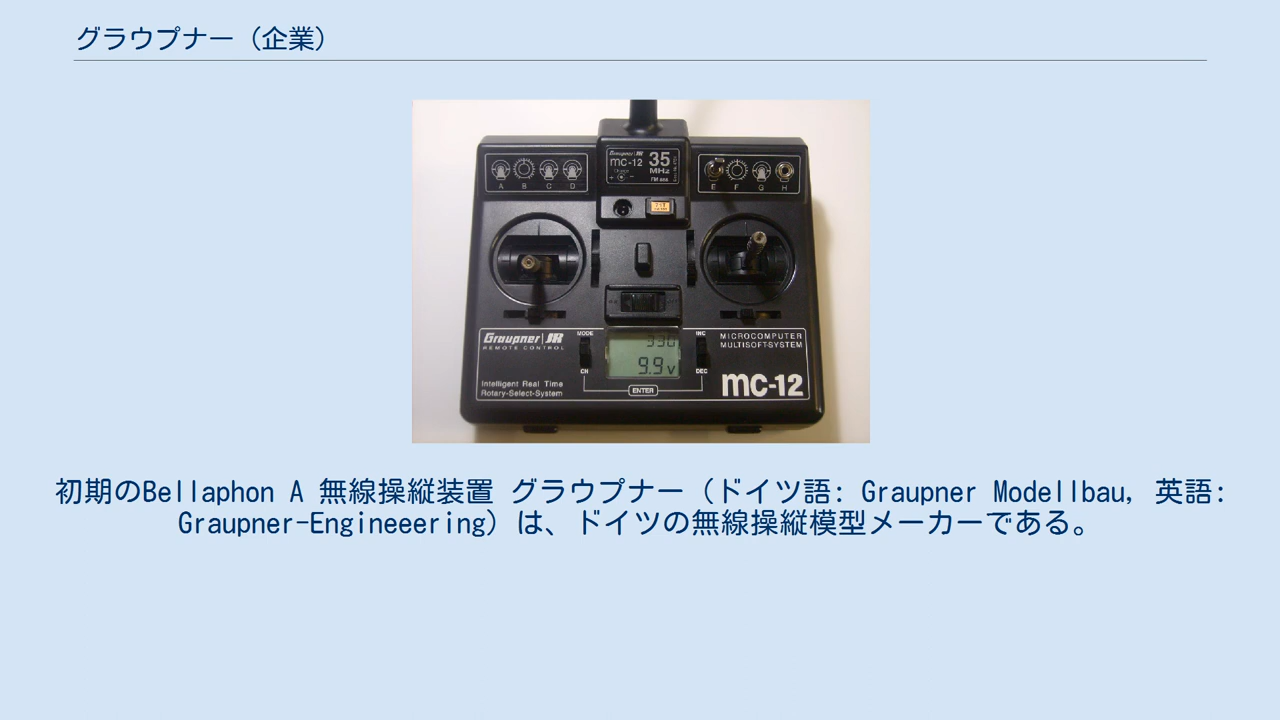 グラウプナー（企業）
Graupner JR
mc-12 35
MHz
FM sss
A B C D
E F G H
MODE
INC
Graupner JR
REMOTE CONTROL
MICROCOMPUTER
MULTISOFT-SYSTEM
9.9 v
CH
DEC
Intelligent Real Time
Rotary-Select-System
ENTER
mc-12
初期のBellaphon A 無線操縦装置 グラウプナー（ドイツ語: Graupner Modellbau, 英語:
Graupner-Engineeering）は、ドイツの無線操縦模型メーカーである。